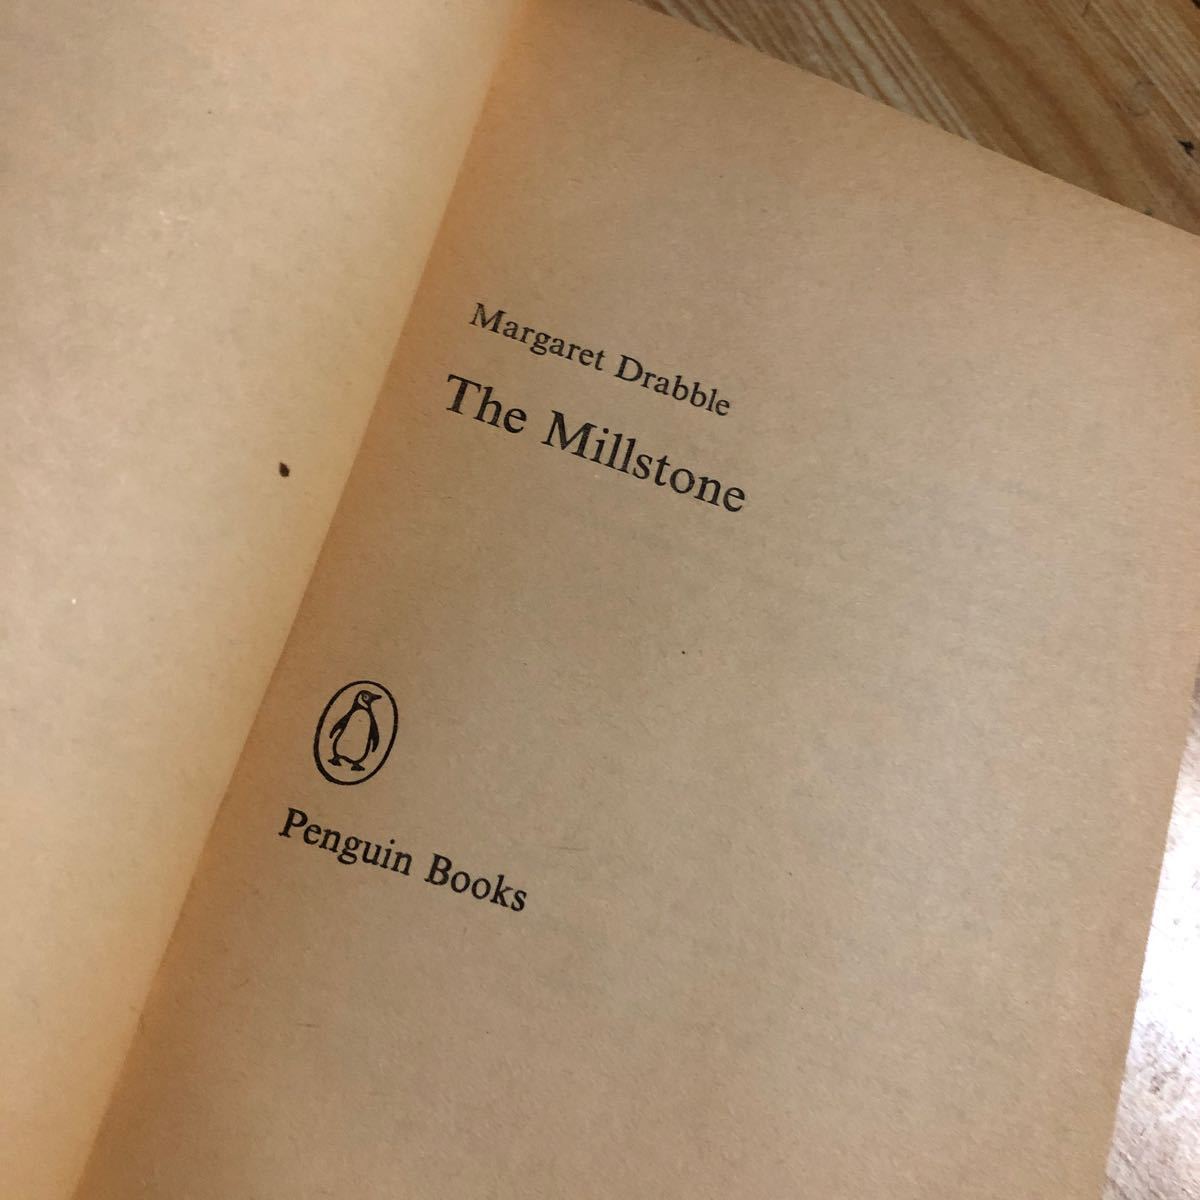 Margaret Drabble
The Millstone
Penguin Books